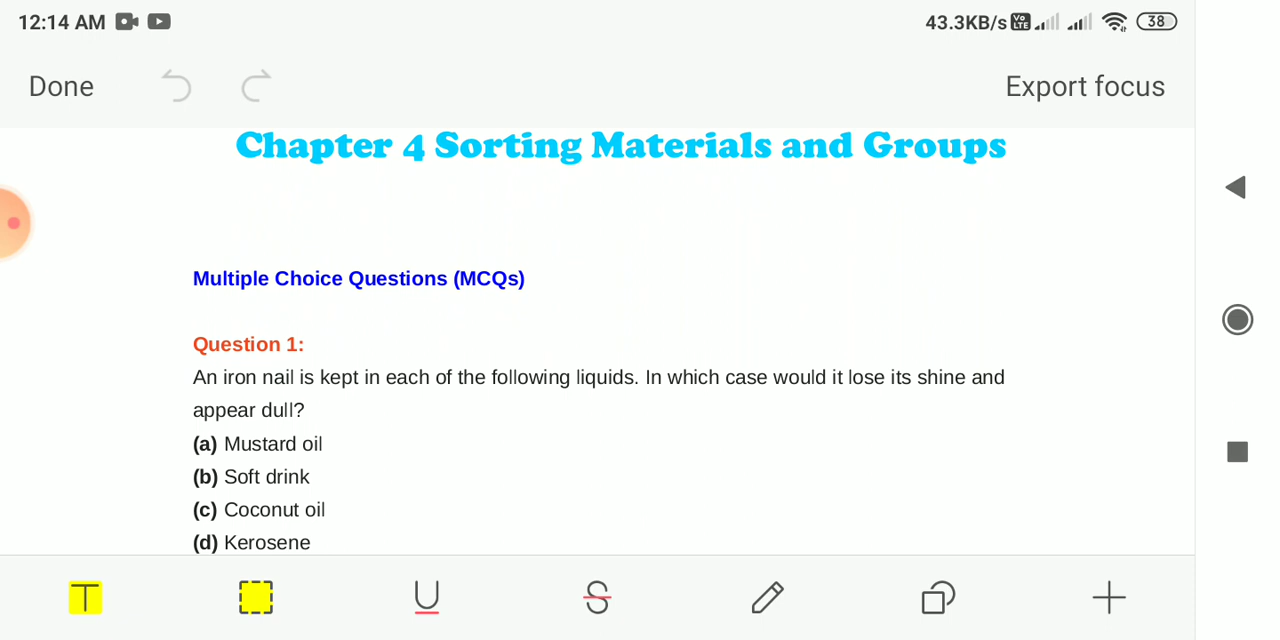 12:14 AM 43.3KB/s Vo LTE 38
Done Export focus
Chapter 4 Sorting Materials and Groups
Multiple Choice Questions (MCQs)
Question 1:
An iron nail is kept in each of the following liquids. In which case would it lose its shine and
appear dull?
(a) Mustard oil
(b) Soft drink
(c) Coconut oil
(d) Kerosene
T U S